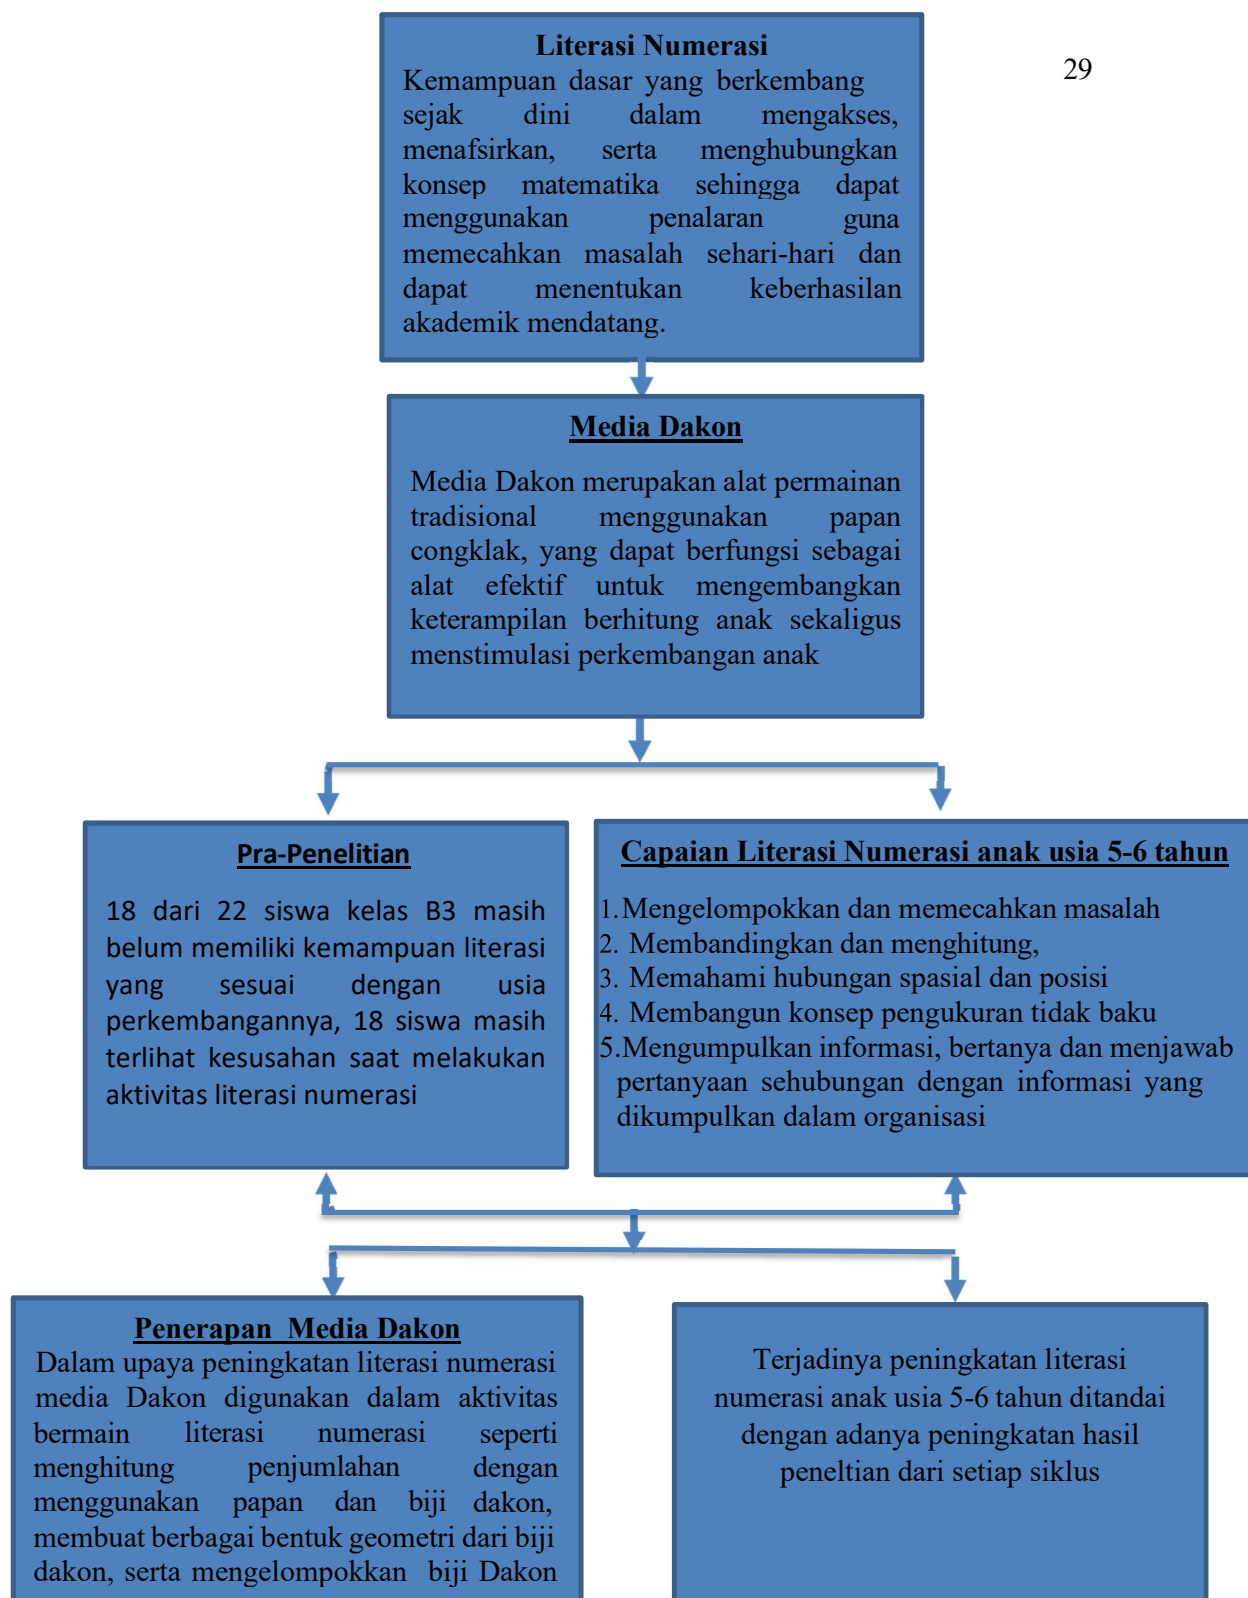 29
Literasi Numerasi
Kemampuan dasar yang berkembang
sejak dini dalam mengakses,
menafsirkan, serta menghubungkan
konsep matematika sehingga dapat
menggunakan penalaran guna
memecahkan masalah sehari-hari dan
dapat menentukan keberhasilan
akademik mendatang.
Media Dakon
Media Dakon merupakan alat permainan
tradisional menggunakan papan
congklak, yang dapat berfungsi sebagai
alat efektif untuk mengembangkan
keterampilan berhitung anak sekaligus
menstimulasi perkembangan anak
Pra-Penelitian
18 dari 22 siswa kelas B3 masih
belum memiliki kemampuan literasi
yang sesuai dengan usia
perkembangannya, 18 siswa masih
terlihat kesusahan saat melakukan
aktivitas literasi numerasi
Capaian Literasi Numerasi anak usia 5-6 tahun
1. Mengelompokkan dan memecahkan masalah
2. Membandingkan dan menghitung,
3. Memahami hubungan spasial dan posisi
4. Membangun konsep pengukuran tidak baku
5.Mengumpulkan informasi, bertanya dan menjawab
pertanyaan sehubungan dengan informasi yang
dikumpulkan dalam organisasi
Penerapan Media Dakon
Dalam upaya peningkatan literasi numerasi
media Dakon digunakan dalam aktivitas
bermain literasi numerasi seperti
menghitung penjumlahan dengan
menggunakan papan dan biji dakon,
membuat berbagai bentuk geometri dari biji
dakon, serta mengelompokkan biji Dakon
Terjadinya peningkatan literasi
numerasi anak usia 5-6 tahun ditandai
dengan adanya peningkatan hasil
peneltian dari setiap siklus